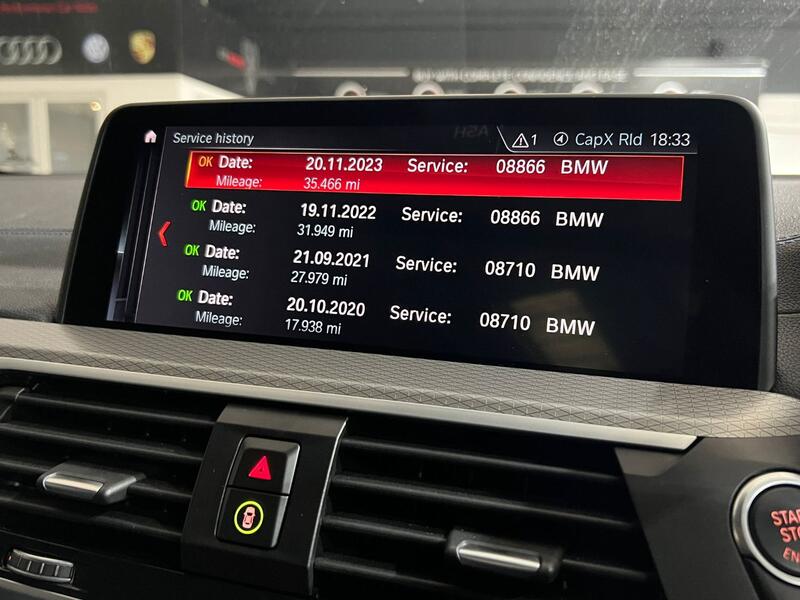 Service history
1 CapX Rld 18:33
OK Date: 20.11.2023 Service: 08866 BMW
Mileage: 35.466 mi
OK Date: 19.11.2022 Service: 08866 BMW
Mileage: 31.949 mi
OK Date: 21.09.2021 Service: 08710 BMW
Mileage: 27.979 mi
OK Date: 20.10.2020 Service: 08710 BMW
Mileage: 17.938 mi